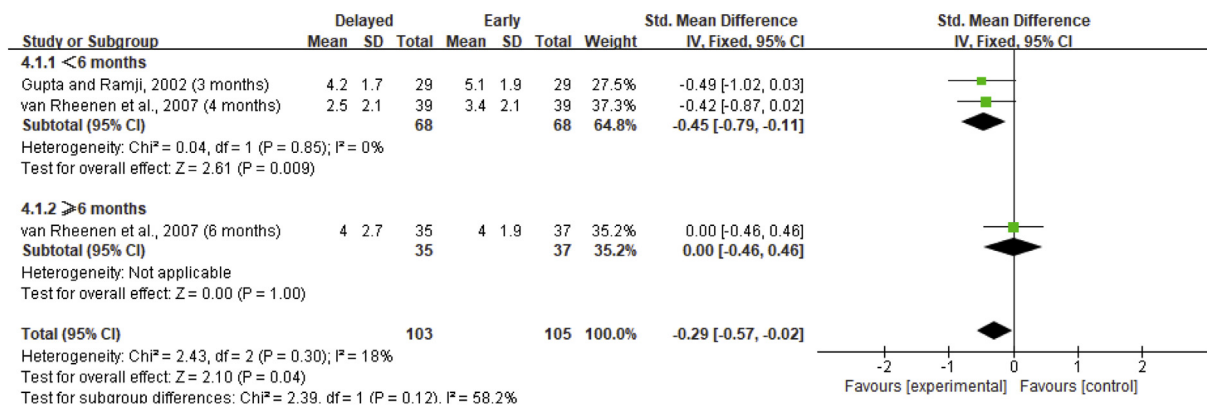 Delayed Early Std. Mean Difference Std. Mean Difference
Study or Subgroup Mean SD Total Mean SD Total Weight IV, Fixed, 95% CI IV, Fixed, 95% CI
4.1.1 <6 months
Gupta and Ramji, 2002 (3 months) 4.2 1.7 29 5.1 1.9 29 27.5% -0.49 [-1.02, 0.03]
van Rheenen et al., 2007 (4 months) 2.5 2.1 39 3.4 2.1 39 37.3% -0.42 [-0.87, 0.02]
Subtotal (95% CI) 68 68 64.8% -0.45 [-0.79, -0.11]
Heterogeneity: Chi² = 0.04, df = 1 (P = 0.85); I² = 0%
Test for overall effect: Z = 2.61 (P = 0.009)
4.1.2 ⩾6 months
van Rheenen et al., 2007 (6 months) 4 2.7 35 4 1.9 37 35.2% 0.00 [-0.46, 0.46]
Subtotal (95% CI) 35 37 35.2% 0.00 [-0.46, 0.46]
Heterogeneity: Not applicable
Test for overall effect: Z = 0.00 (P = 1.00)
Total (95% CI) 103 105 100.0% -0.29 [-0.57, -0.02]
Heterogeneity: Chi² = 2.43, df = 2 (P = 0.30); I² = 18%
Test for overall effect: Z = 2.10 (P = 0.04)
Test for subgroup differences: Chi² = 2.39, df = 1 (P = 0.12), I² = 58.2%
-2 -1 0 1 2
Favours [experimental] Favours [control]